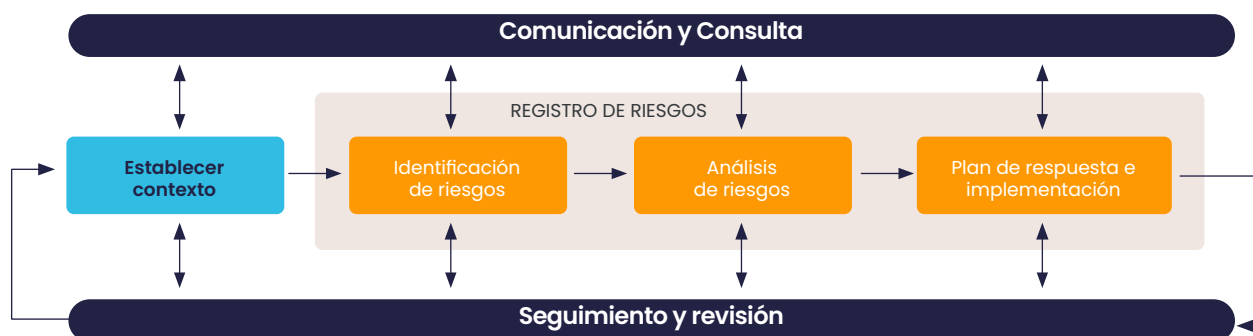 Comunicación y Consulta
REGISTRO DE RIESGOS
Establecer
contexto
Identificación
de riesgos
Análisis
de riesgos
Plan de respuesta e
implementación
Seguimiento y revisión